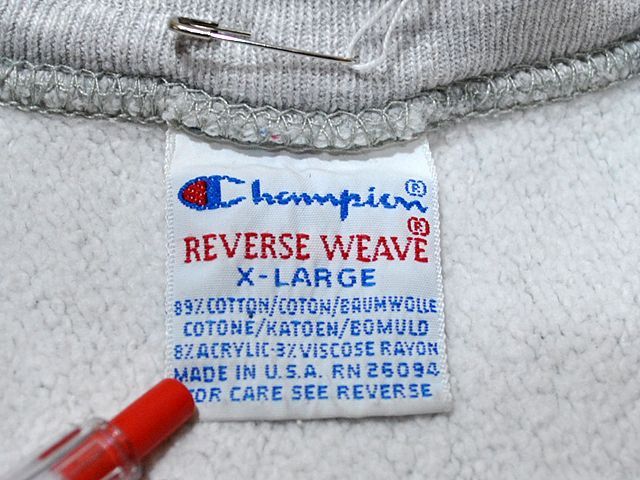 Champion®
REVERSE WEAVE®
X-LARGE
89% COTTON/COTON/BAUMWOLLE
COTONE/KATOEN/BOMULD
8% ACRYLIC-3% VISCOSE RAYON
MADE IN U.S.A. RN 26094
FOR CARE SEE REVERSE